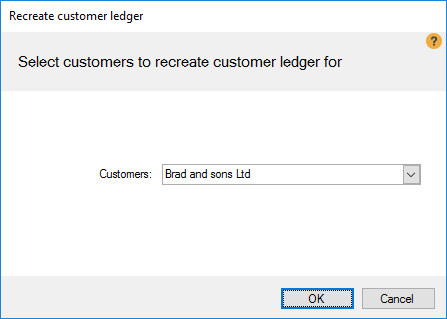 Recreate customer ledger
?
Select customers to recreate customer ledger for
Customers: Brad and sons Ltd
OK Cancel